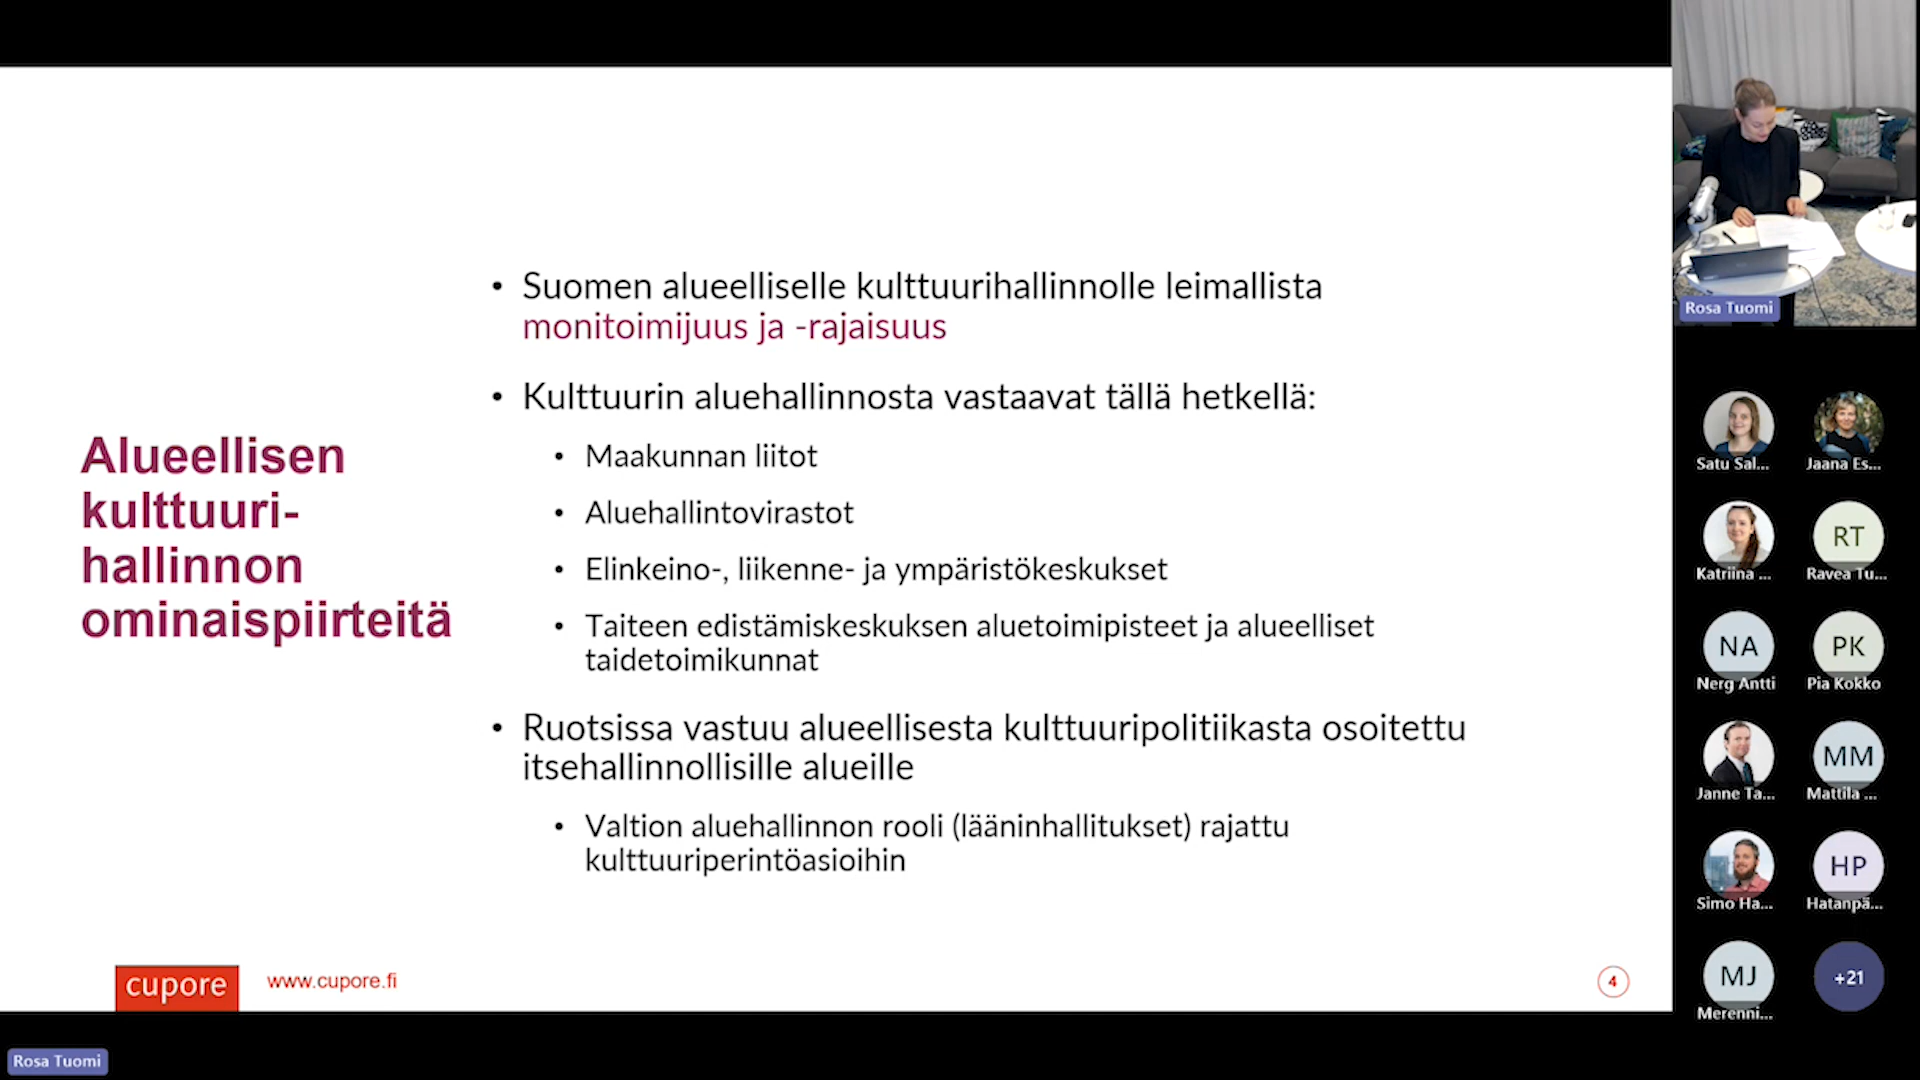 Alueellisen
kulttuuri-
hallinnon
ominaispiirteitä
• Suomen alueelliselle kulttuurihallinnolle leimallista
monitoimijuus ja -rajaisuus
• Kulttuurin aluehallinnosta vastaavat tällä hetkellä:
• Maakunnan liitot
• Aluehallintovirastot
• Elinkeino-, liikenne- ja ympäristökeskukset
• Taiteen edistämiskeskuksen aluetoimipisteet ja alueelliset
taidetoimikunnat
• Ruotsissa vastuu alueellisesta kulttuuripolitiikasta osoitettu
itsehallinnollisille alueille
• Valtion aluehallinnon rooli (lääninhallitukset) rajattu
kulttuuriperintöasioihin
cupore
www.cupore.fi
4
Rosa Tuomi
Rosa Tuomi
Satu Sal...
Jaana Es...
Katriina ...
RT
Ravea Tu...
NA
Nerg Antti
PK
Pia Kokko
Janne Ta...
MM
Mattila ...
Simo Ha...
HP
Hatanpä...
MJ
Merenni...
+21